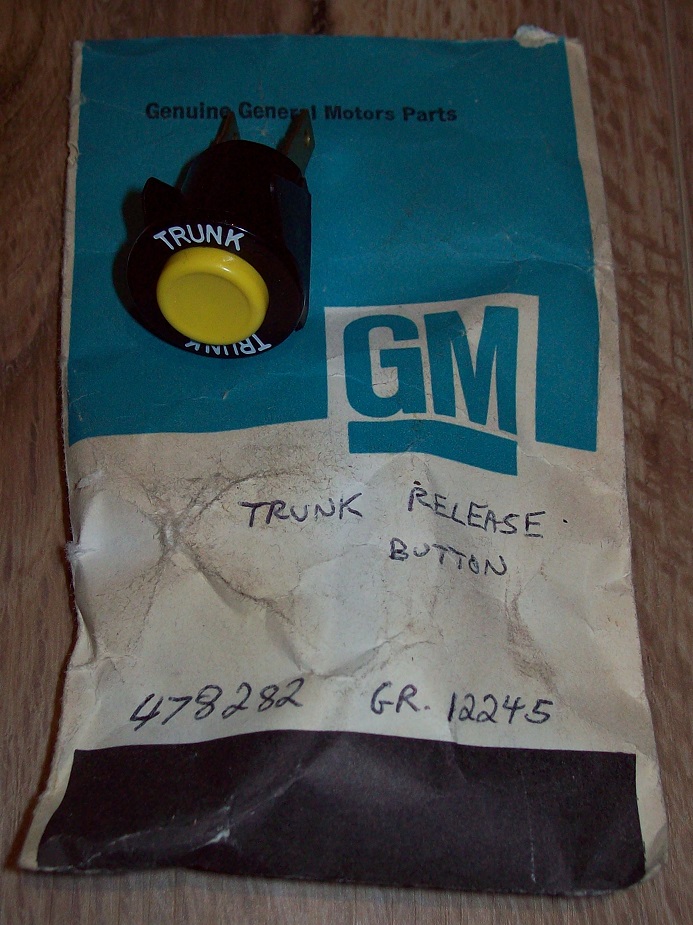 Genuine General Motors Parts
TRUNK
TRUNK
GM
TRUNK RELEASE.
BUTTON
478282 GR. 12245